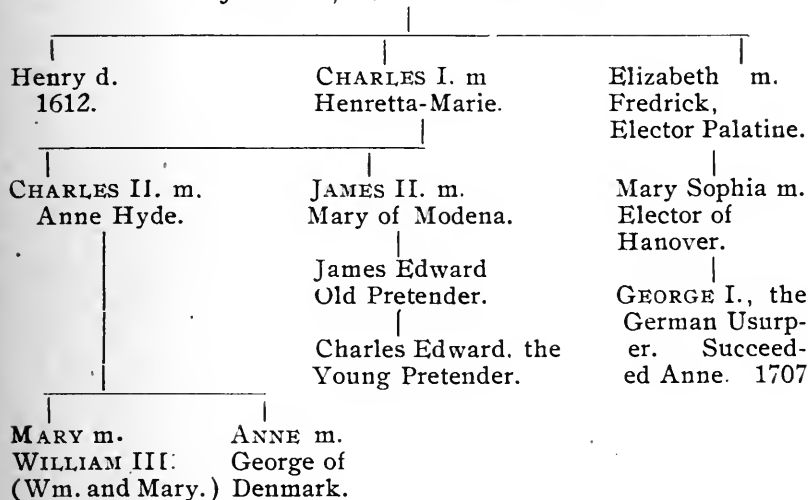 Henry d.
1612.
CHARLES I. m
Henretta-Marie.
Elizabeth m.
Fredrick,
Elector Palatine.
CHARLES II. m.
Anne Hyde.
JAMES II. m.
Mary of Modena.
James Edward
Old Pretender.
Charles Edward. the
Young Pretender.
Mary Sophia m.
Elector of
Hanover.
GEORGE I., the
German Usurp-
er. Succeed-
ed Anne. 1707
MARY m.
WILLIAM III.
(Wm. and Mary.)
ANNE m.
George of
Denmark.